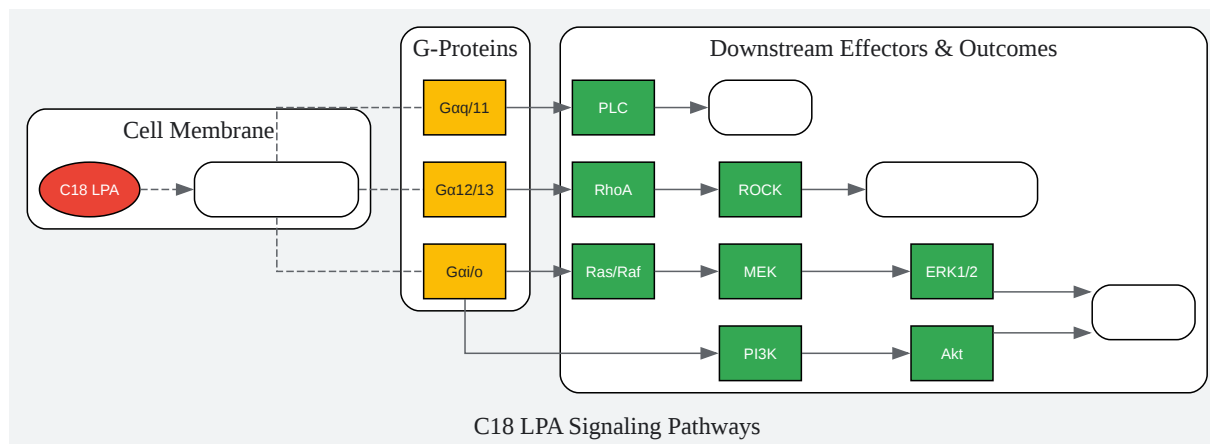 G-Proteins
Downstream Effectors & Outcomes
Gαq/11
PLC
Cell Membrane
C18 LPA
Gα12/13
RhoA
ROCK
Gαi/o
Ras/Raf
MEK
ERK1/2
PI3K
Akt
C18 LPA Signaling Pathways